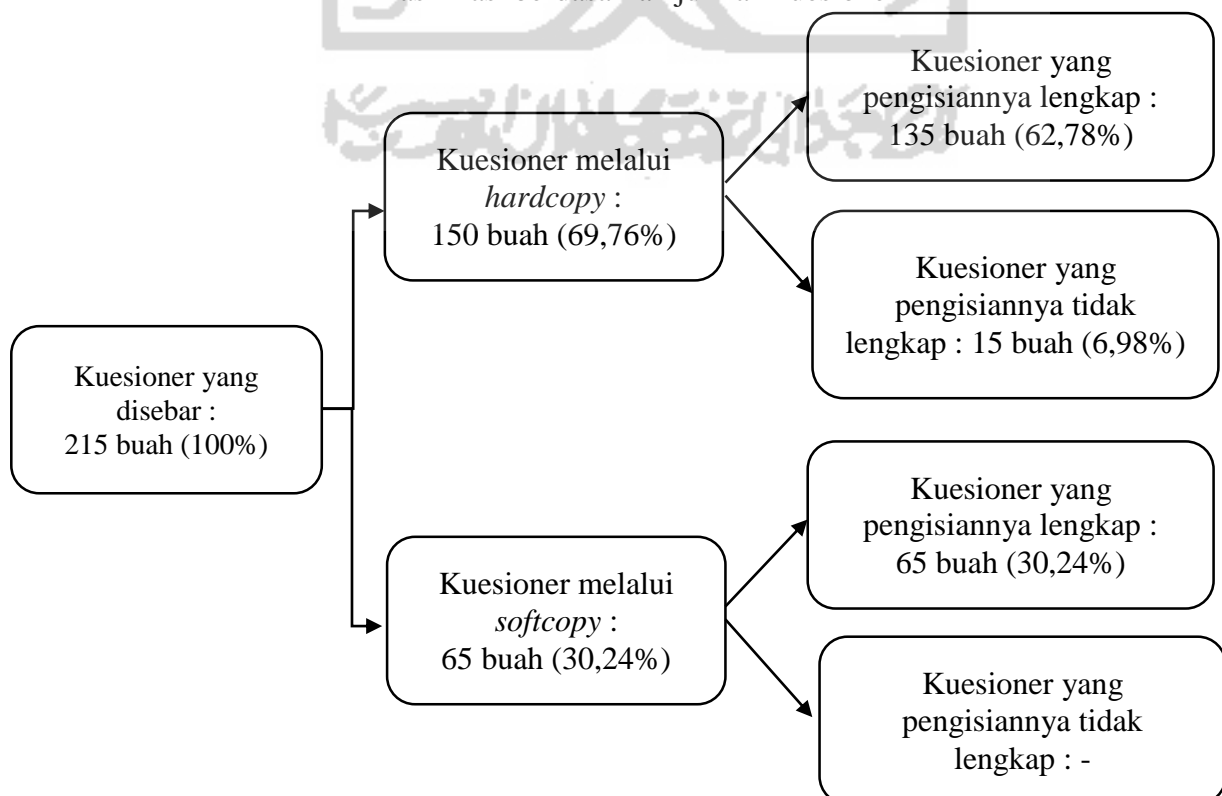 Kuesioner yang
pengisiannya lengkap :
135 buah (62,78%)
Kuesioner melalui
hardcopy :
150 buah (69,76%)
Kuesioner yang
pengisiannya tidak
lengkap : 15 buah (6,98%)
Kuesioner yang
disebar :
215 buah (100%)
Kuesioner yang
pengisiannya lengkap :
65 buah (30,24%)
Kuesioner melalui
softcopy :
65 buah (30,24%)
Kuesioner yang
pengisiannya tidak
lengkap : -